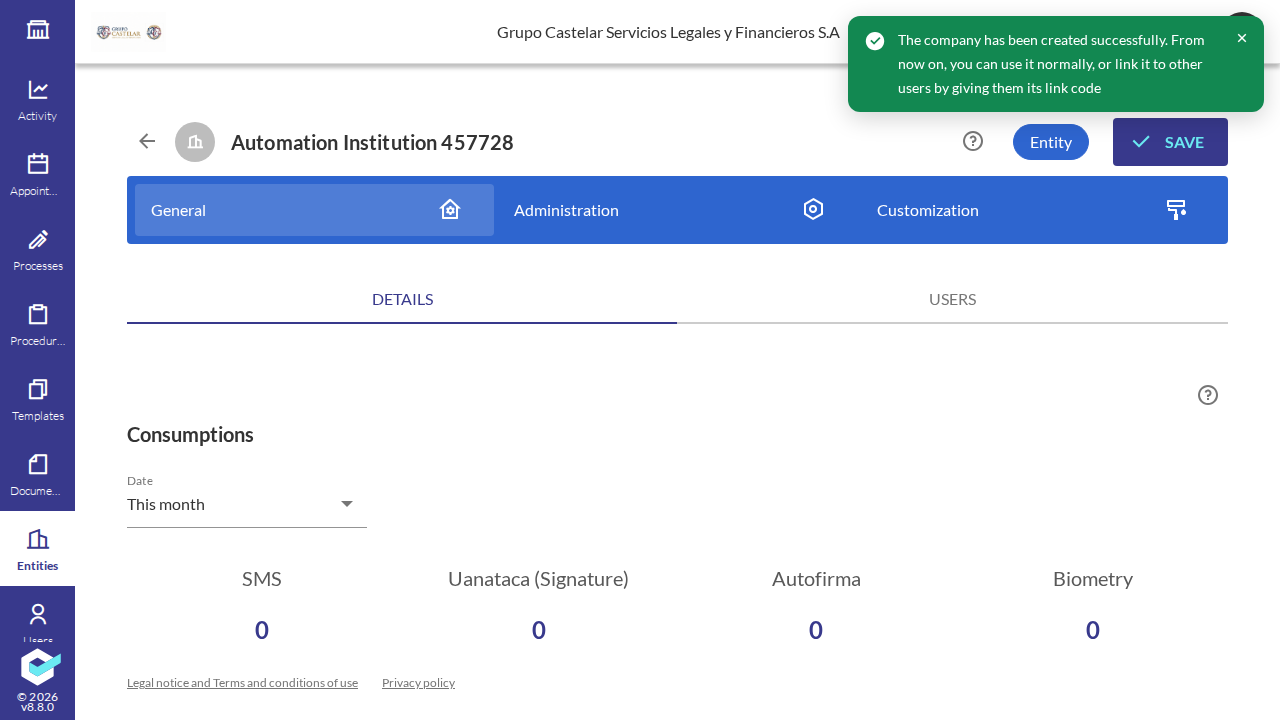 Grupo Castelar Servicios Legales y Financieros S.A
The company has been created successfully. From
now on, you can use it normally, or link it to other
users by giving them its link code
Activity
Appoint...
Processes
Procedur...
Templates
Docume...
Entities
Users
© 2026
v8.8.0
Automation Institution 457728
Entity
SAVE
General
Administration
Customization
DETAILS
USERS
Consumptions
Date
This month
SMS
Uanataca (Signature)
Autofirma
Biometry
0
0
0
0
Legal notice and Terms and conditions of use
Privacy policy